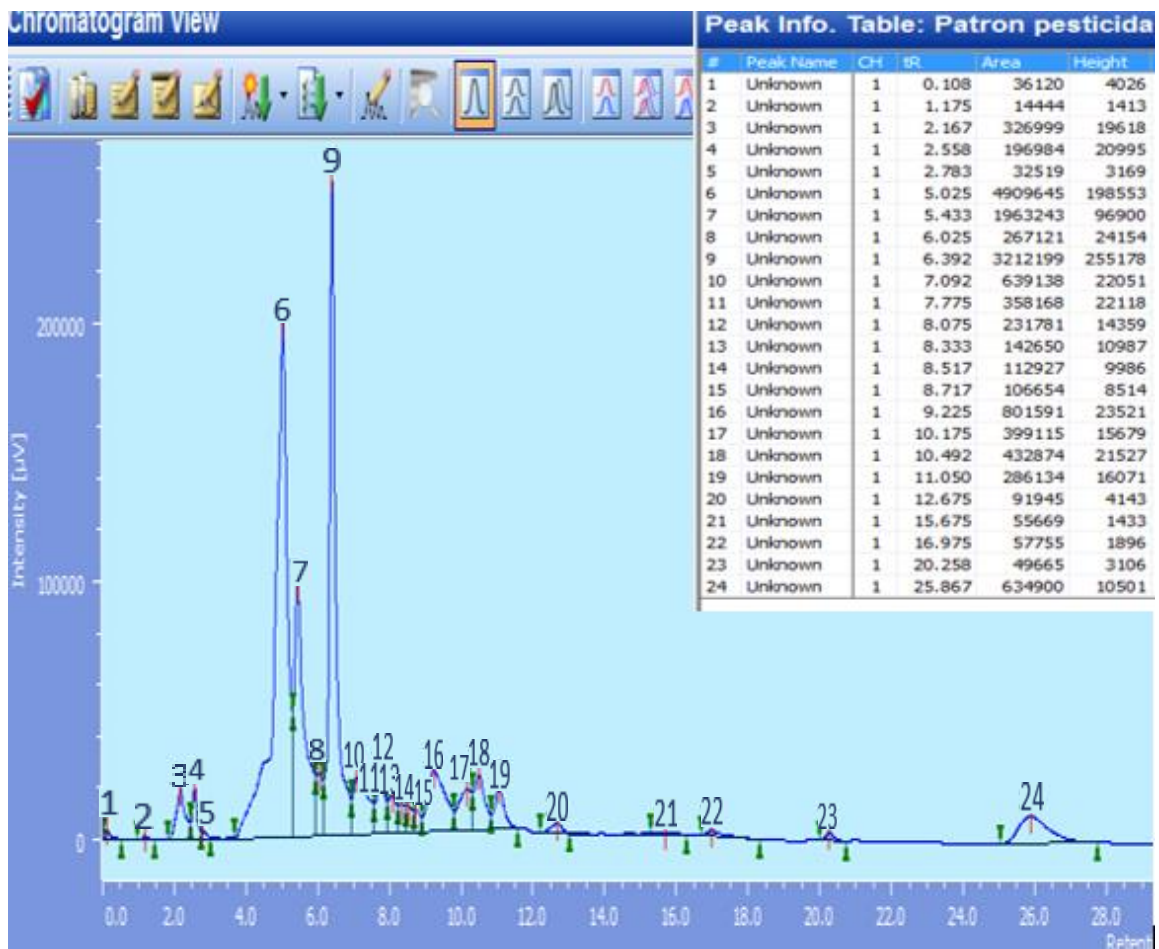 Chromatogram View
Peak Info. Table: Patron pesticida
# Peak Name CH tR Area Height
1 Unknown 1 0.108 36120 4026
2 Unknown 1 1.175 14444 1413
3 Unknown 1 2.167 326999 19618
4 Unknown 1 2.558 196984 20995
5 Unknown 1 2.783 32519 3169
6 Unknown 1 5.025 4909645 198553
7 Unknown 1 5.433 1963243 96900
8 Unknown 1 6.025 267121 24154
9 Unknown 1 6.392 3212199 255178
10 Unknown 1 7.092 639138 22051
11 Unknown 1 7.775 358168 22118
12 Unknown 1 8.075 231781 14359
13 Unknown 1 8.333 142650 10987
14 Unknown 1 8.517 112927 9986
15 Unknown 1 8.717 106654 8514
16 Unknown 1 9.225 801591 23521
17 Unknown 1 10.175 399115 15679
18 Unknown 1 10.492 432874 21527
19 Unknown 1 11.050 286134 16071
20 Unknown 1 12.675 91945 4143
21 Unknown 1 15.675 55669 1433
22 Unknown 1 16.975 57755 1896
23 Unknown 1 20.258 49665 3106
24 Unknown 1 25.867 634900 10501
Intensity [µV]
200000
100000
0
1
2
3
4
5
6
7
8
9
10
11
12
13
14
15
16
17
18
19
20
21
22
23
24
0.0 2.0 4.0 6.0 8.0 10.0 12.0 14.0 16.0 18.0 20.0 22.0 24.0 26.0 28.0
Retent